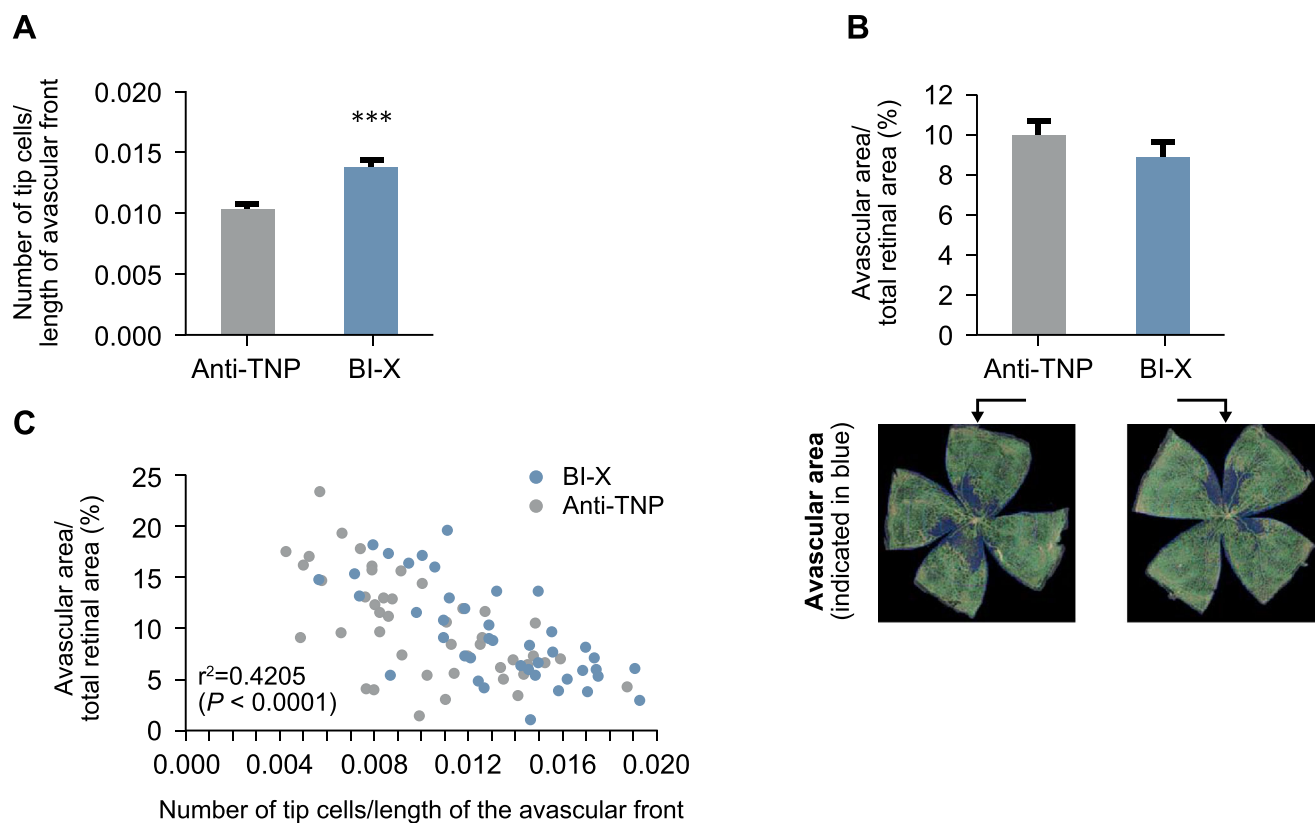 A
Number of tip cells/
length of avascular front
0.020
0.015
0.010
0.005
0.000
***
Anti-TNP
BI-X
B
Avascular area/
total retinal area (%)
12
10
8
6
4
2
0
Anti-TNP
BI-X
Avascular area
(indicated in blue)
C
Avascular area/
total retinal area (%)
25
20
15
10
5
0
BI-X
Anti-TNP
r²=0.4205
(P < 0.0001)
0.000
0.004
0.008
0.012
0.016
0.020
Number of tip cells/length of the avascular front